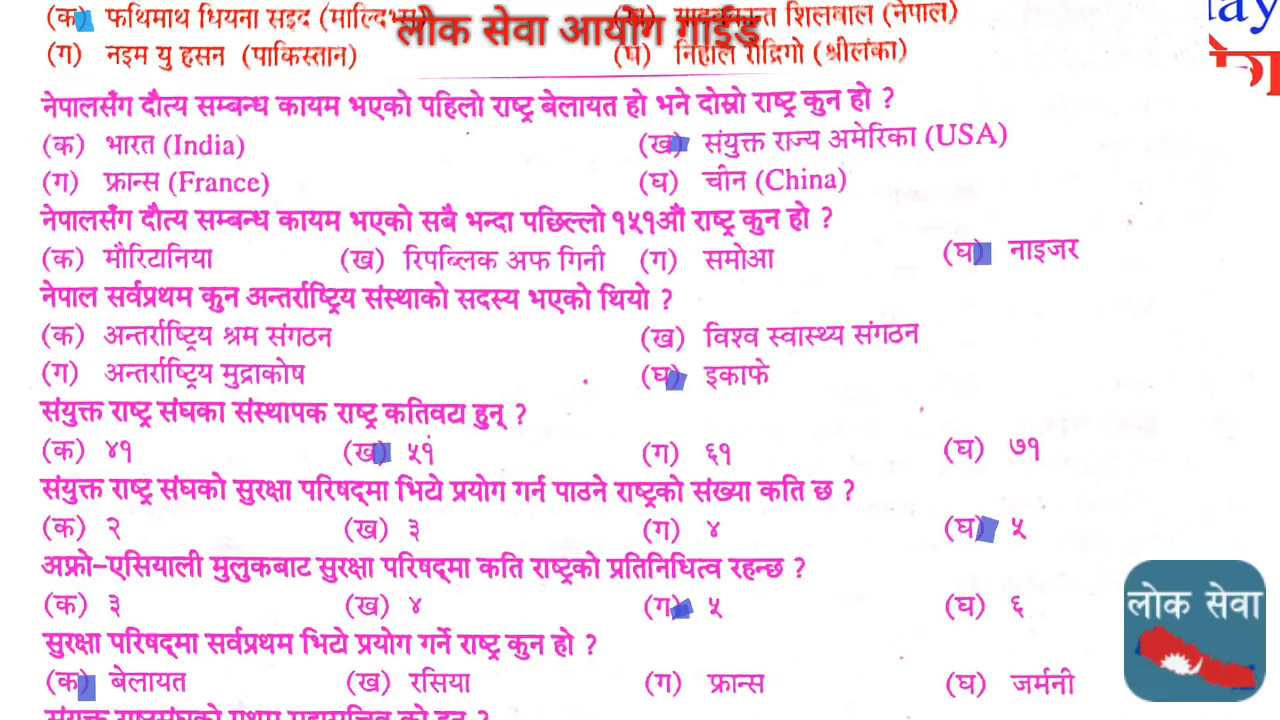 (क) फथिमाथ धियना सइद (माल्दिभ्स) (ख) यादवकान्त शिलवाल (नेपाल)
लोक सेवा आयोग गाईड
ay
(ग) नइम यु हसन (पाकिस्तान) (घ) निहाल रोद्रिगो (श्रीलंका)
नेपालसँग दौत्य सम्बन्ध कायम भएको पहिलो राष्ट्र बेलायत हो भने दोस्रो राष्ट्र कुन हो ?
(क) भारत (India) (ख) संयुक्त राज्य अमेरिका (USA)
(ग) फ्रान्स (France) (घ) चीन (China)
नेपालसँग दौत्य सम्बन्ध कायम भएको सबै भन्दा पछिल्लो १५१औं राष्ट्र कुन हो ?
(क) मौरिटानिया (ख) रिपब्लिक अफ गिनी (ग) समोआ (घ) नाइजर
नेपाल सर्वप्रथम कुन अन्तर्राष्ट्रिय संस्थाको सदस्य भएको थियो ?
(क) अन्तर्राष्ट्रिय श्रम संगठन (ख) विश्व स्वास्थ्य संगठन
(ग) अन्तर्राष्ट्रिय मुद्राकोष (घ) इकाफे
संयुक्त राष्ट्र संघका संस्थापक राष्ट्र कतिवटा हुन् ?
(क) ४१ (ख) ५१ (ग) ६१ (घ) ७१
संयुक्त राष्ट्र संघको सुरक्षा परिषद्मा भिटो प्रयोग गर्न पाउने राष्ट्रको संख्या कति छ ?
(क) २ (ख) ३ (ग) ४ (घ) ५
अफ्रो-एसियाली मुलुकबाट सुरक्षा परिषद्मा कति राष्ट्रको प्रतिनिधित्व रहन्छ ?
(क) ३ (ख) ४ (ग) ५ (घ) ६
लोक सेवा
सुरक्षा परिषद्मा सर्वप्रथम भिटो प्रयोग गर्ने राष्ट्र कुन हो ?
(क) बेलायत (ख) रसिया (ग) फ्रान्स (घ) जर्मनी